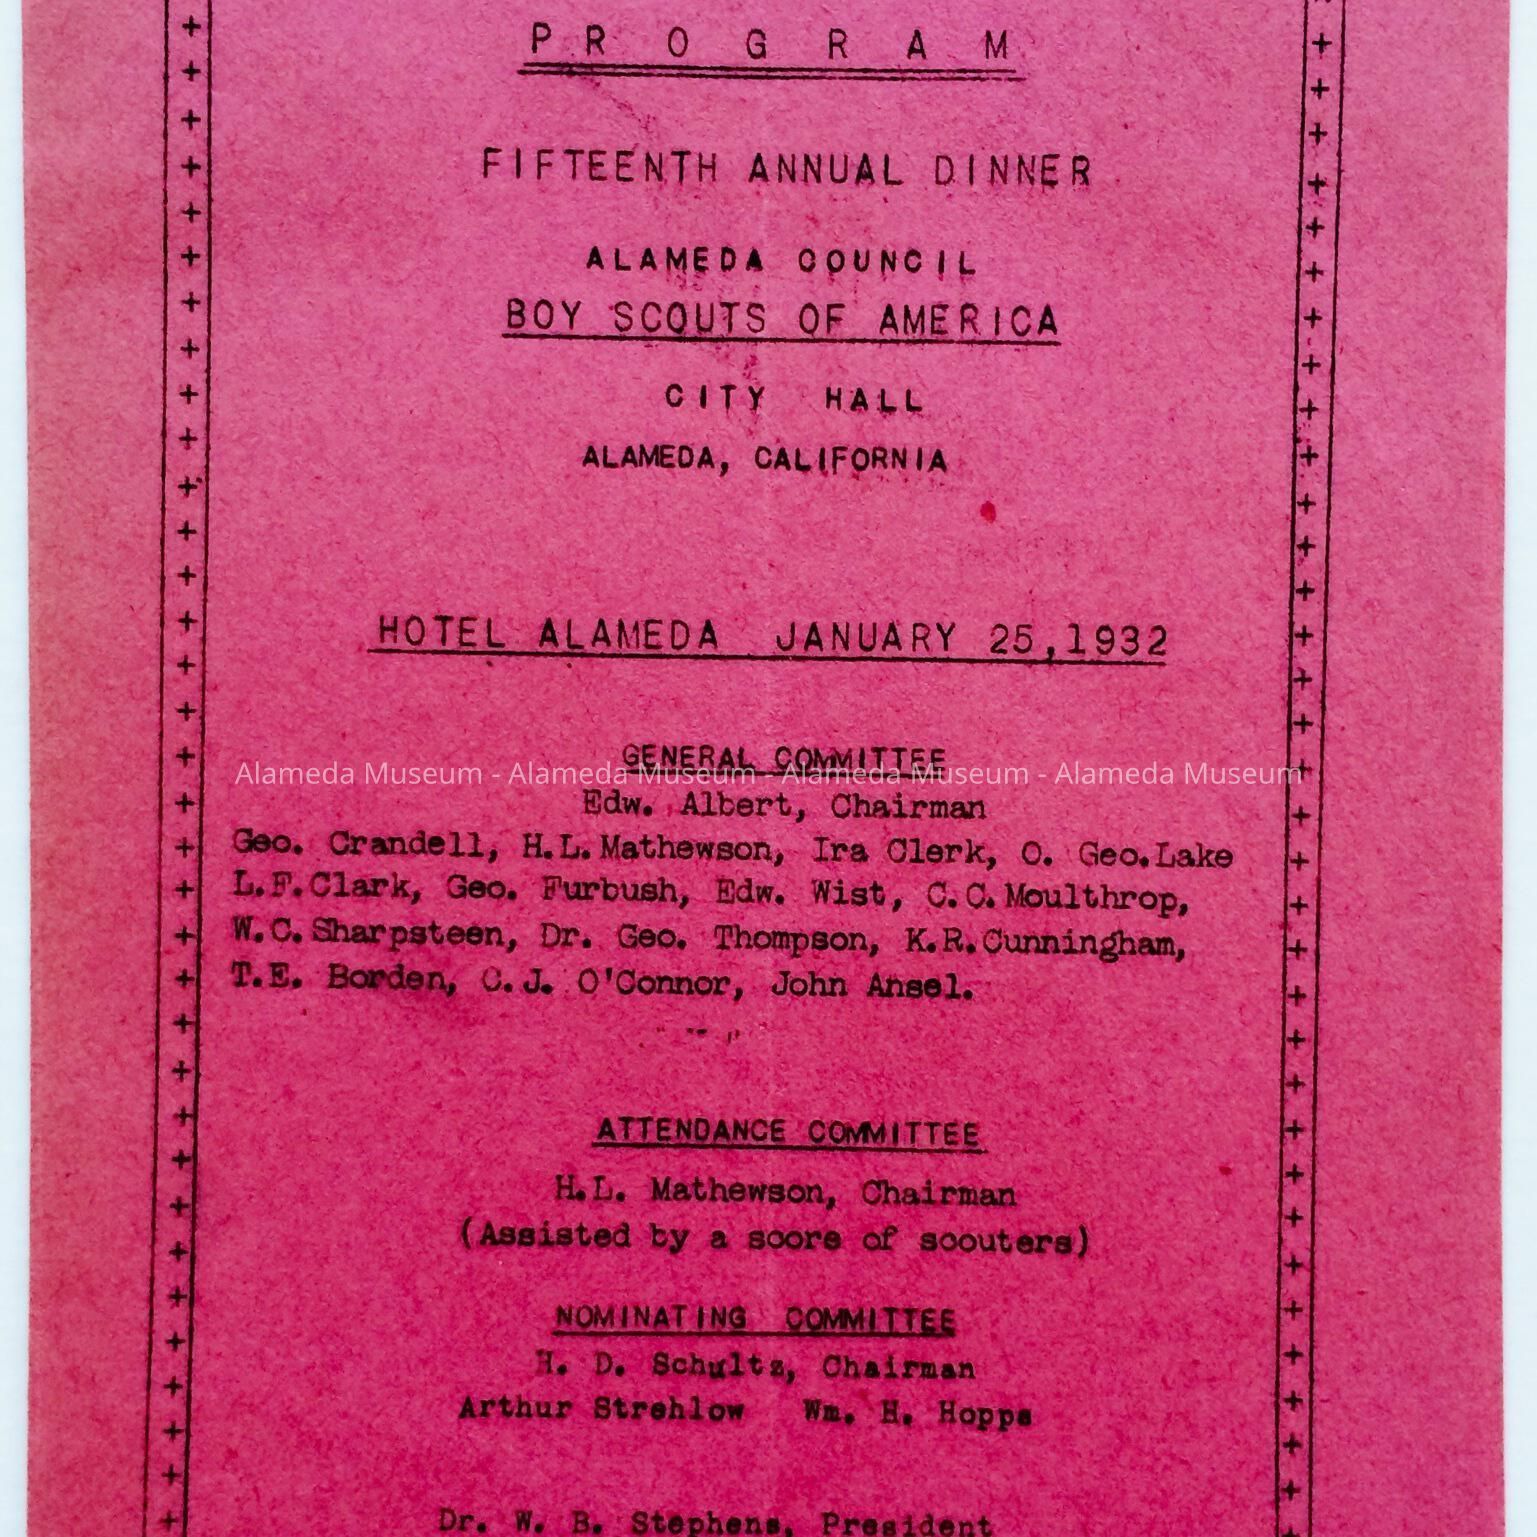 P R O G R A M
FIFTEENTH ANNUAL DINNER
ALAMEDA COUNCIL
BOY SCOUTS OF AMERICA
CITY HALL
ALAMEDA, CALIFORNIA
HOTEL ALAMEDA JANUARY 25,1932
GENERAL COMMITTEE
Alameda Museum - Alameda Museum - Alameda Museum - Alameda Museum
Edw. Albert, Chairman
Geo. Crandell, H.L.Mathewson, Ira Clerk, O. Geo.Lake
L.F.Clark, Geo. Furbush, Edw. Wist, C.C.Moulthrop,
W.C.Sharpsteen, Dr. Geo. Thompson, K.R.Cunningham,
T.E. Borden, C.J. O'Connor, John Ansel.
ATTENDANCE COMMITTEE
H.L. Mathewson, Chairman
(Assisted by a score of scouters)
NOMINATING COMMITTEE
H. D. Schultz, Chairman
Arthur Strehlow Wm. H. Hopps
Dr. W. B. Stephens, President